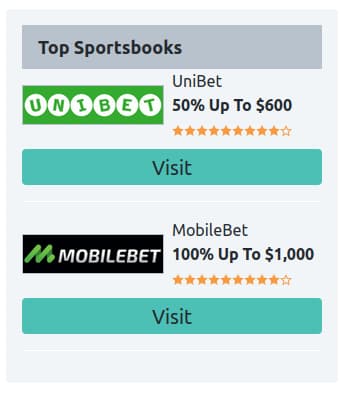 Top Sportsbooks
UNIBET
UniBet
50% Up To $600
Visit
MOBILEBET
MobileBet
100% Up To $1,000
Visit